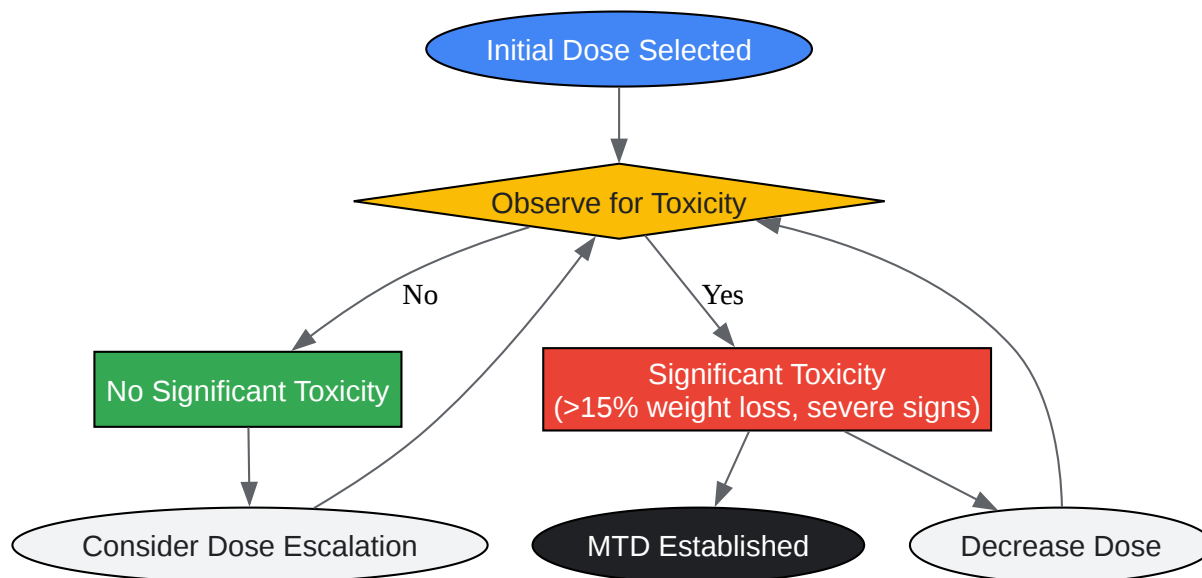 Initial Dose Selected
Observe for Toxicity
No
Yes
No Significant Toxicity
Significant Toxicity
(>15% weight loss, severe signs)
Consider Dose Escalation
MTD Established
Decrease Dose